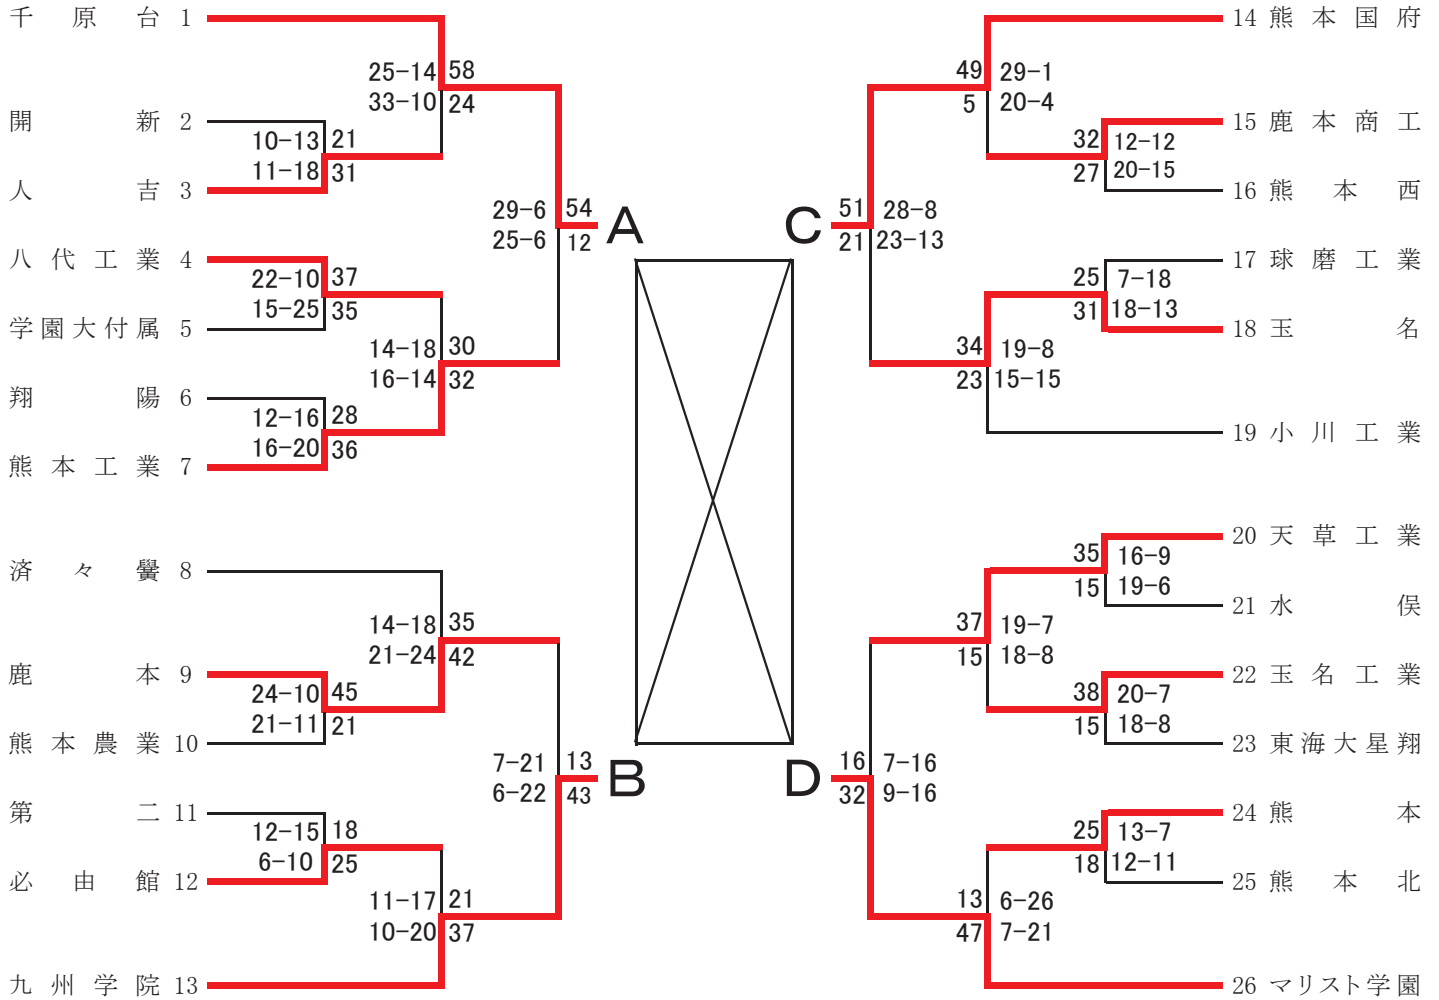 千原台 1
開新 2
人吉 3
八代工業 4
学園大付属 5
翔陽 6
熊本工業 7
済々黌 8
鹿本 9
熊本農業 10
第二 11
必由館 12
九州学院 13
25-14 58
33-10 24
10-13 21
11-18 31
22-10 37
15-25 35
14-18 30
16-14 32
12-16 28
16-20 36
29-6 54
25-6 12
A
14-18 35
21-24 42
24-10 45
21-11 21
7-21 13
6-22 43
B
12-15 18
6-10 25
11-17 21
10-20 37
14 熊本国府
15 鹿本商工
16 熊本西
17 球磨工業
18 玉名
19 小川工業
20 天草工業
21 水俣
22 玉名工業
23 東海大星翔
24 熊本
25 熊本北
26 マリスト学園
49 29-1
5 20-4
32 12-12
27 20-15
C
51 28-8
21 23-13
25 7-18
31 18-13
34 19-8
23 15-15
35 16-9
15 19-6
37 19-7
15 18-8
38 20-7
15 18-8
D
16 7-16
32 9-16
25 13-7
18 12-11
13 6-26
47 7-21